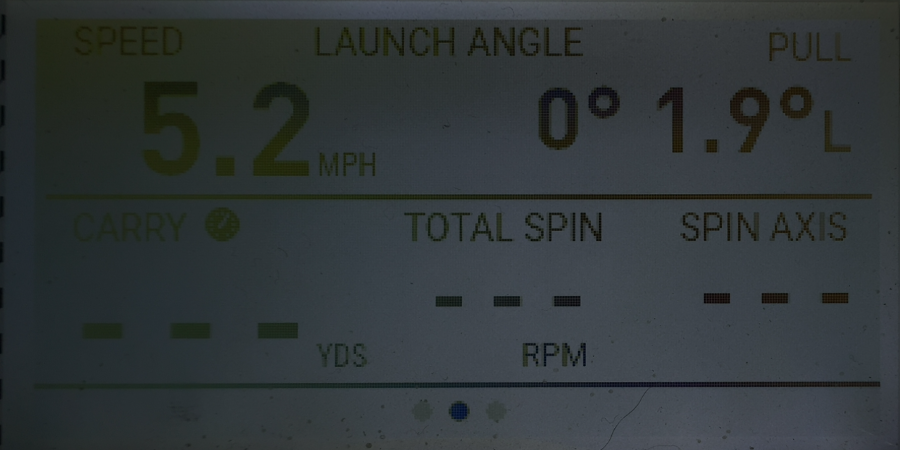 SPEED LAUNCH ANGLE PULL
5.2 MPH 0° 1.9° L
CARRY TOTAL SPIN SPIN AXIS
--- --- ---
YDS RPM